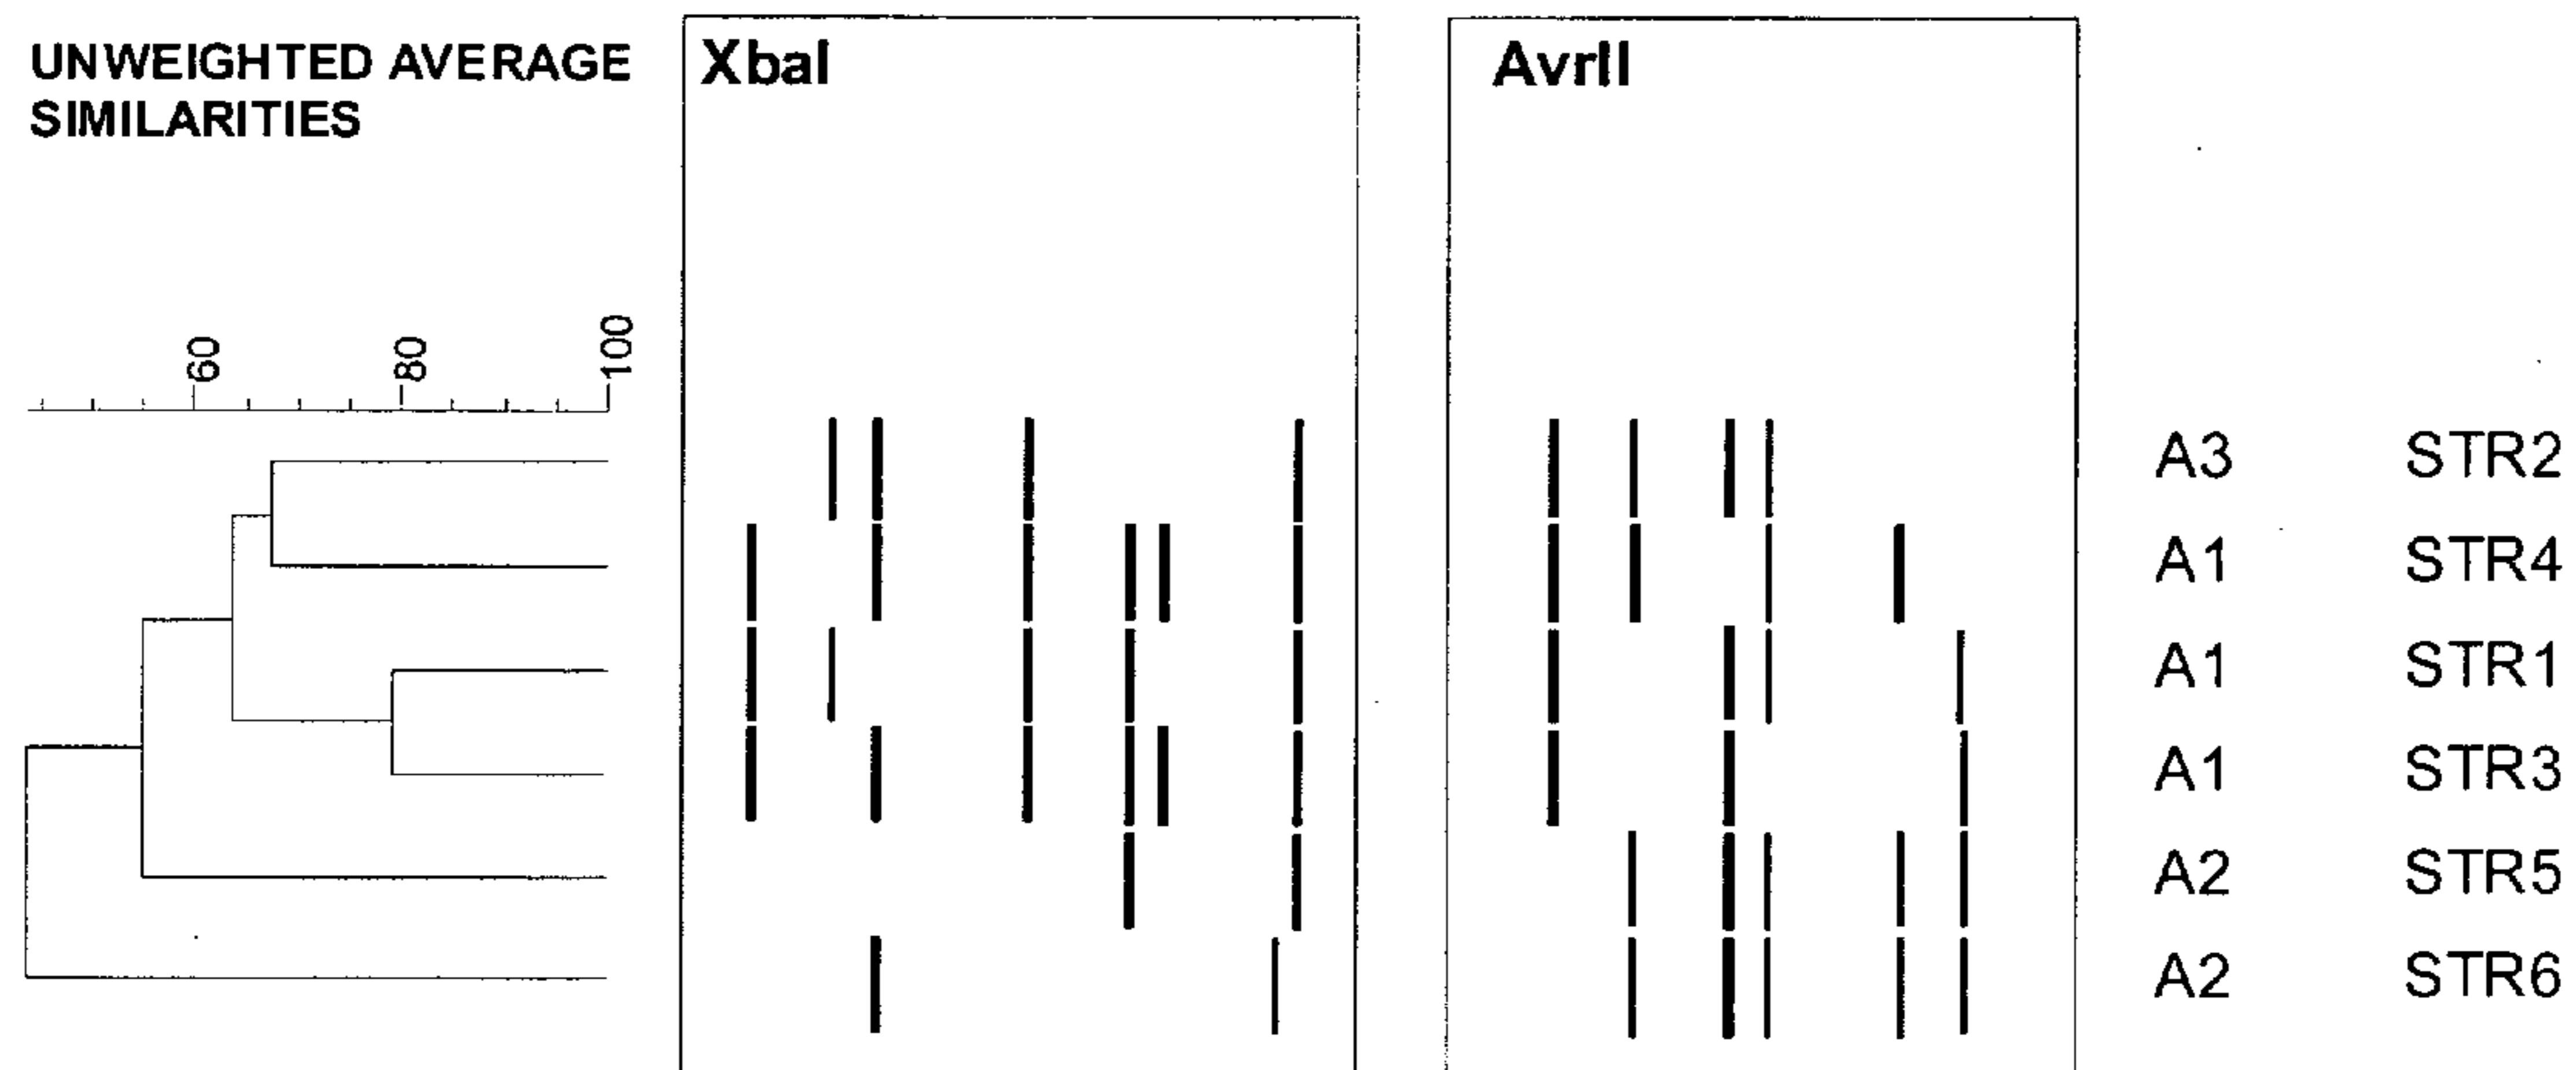 UNWEIGHTED AVERAGE
SIMILARITIES
XbaI
AvrII
60
80
100
A3 STR2
A1 STR4
A1 STR1
A1 STR3
A2 STR5
A2 STR6